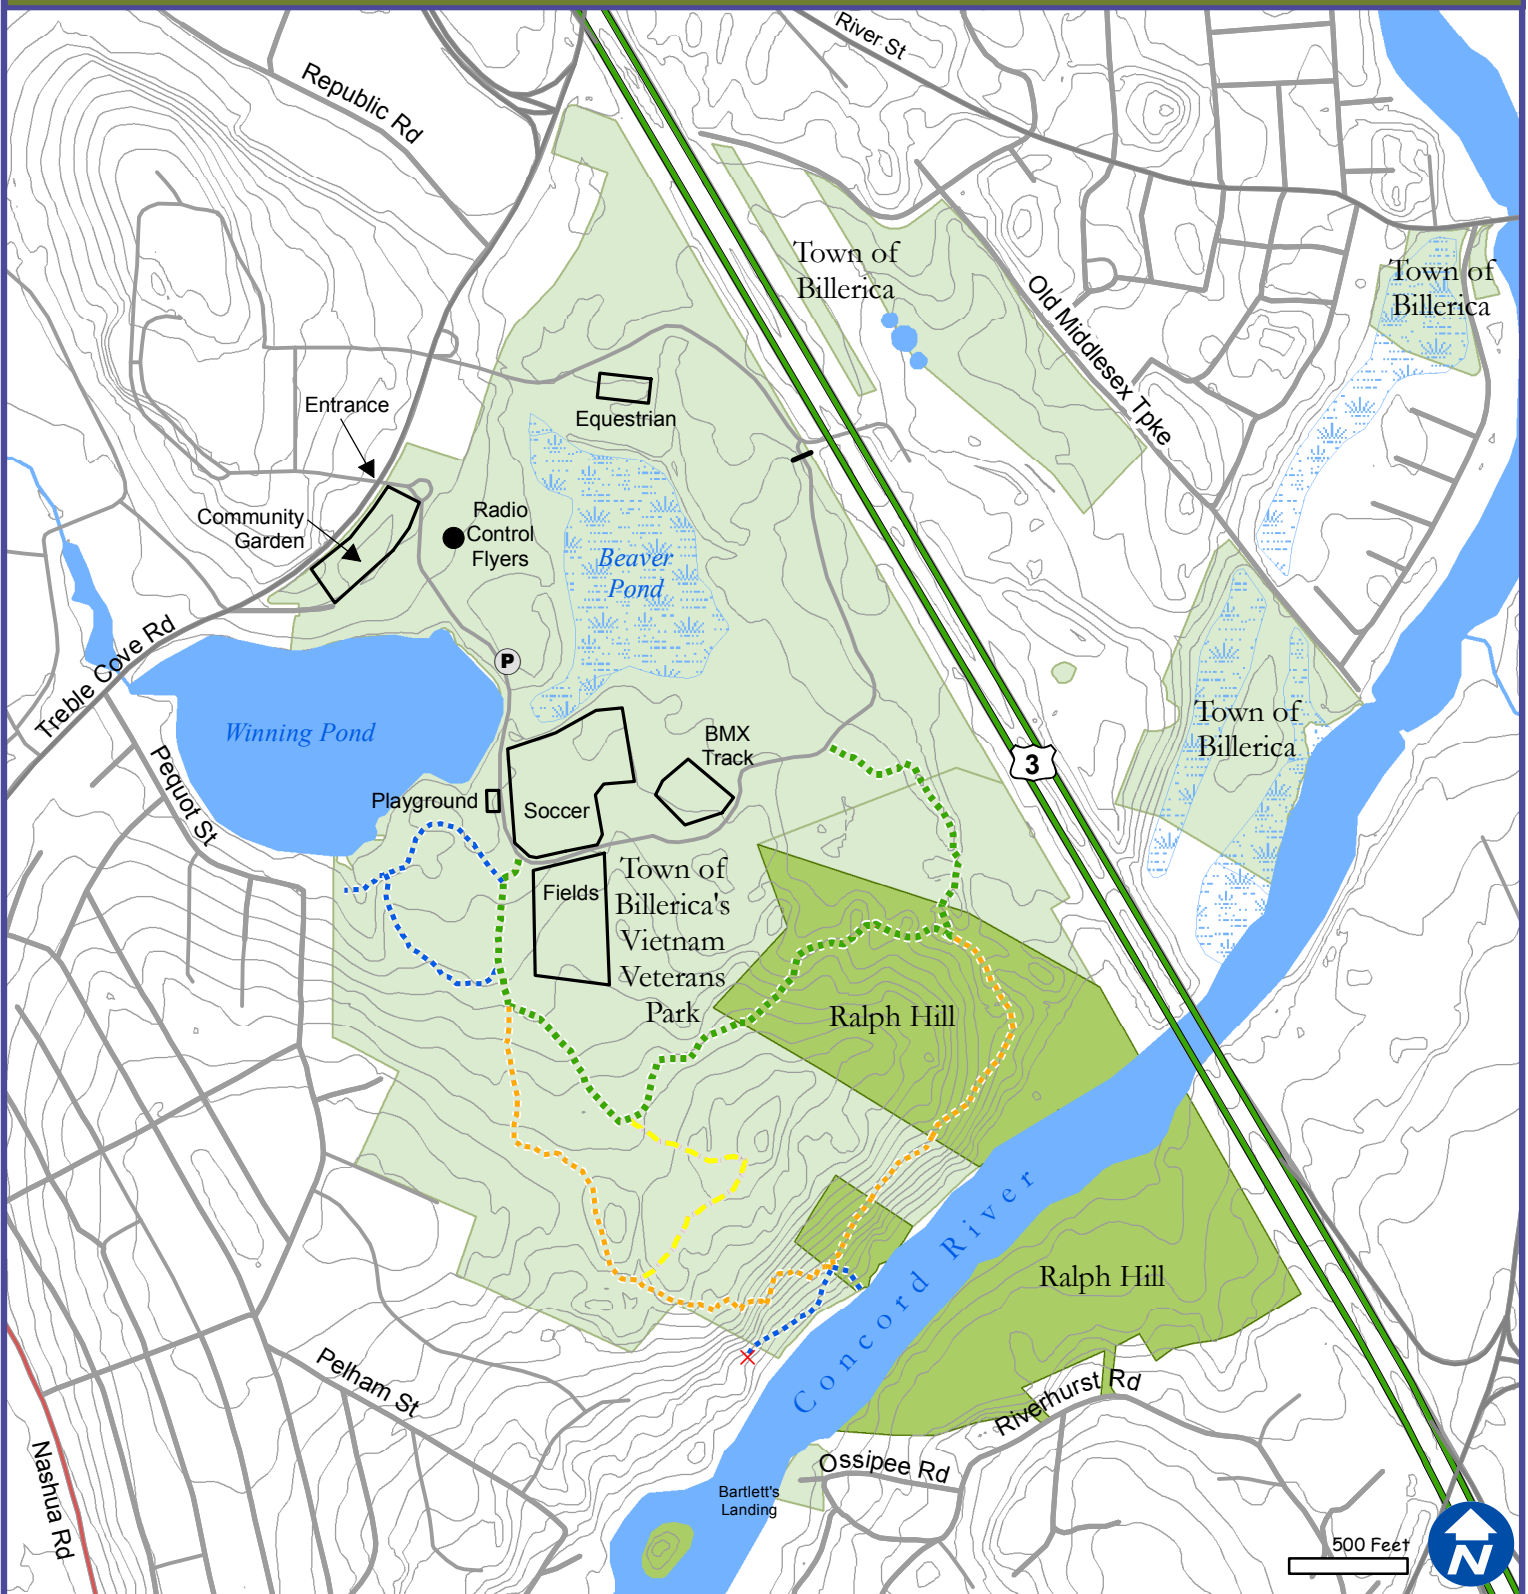 River St
Republic Rd
Town of
Billerica
Town of
Billerica
Old Middlesex Tpke
Entrance
Equestrian
Community
Garden
Radio
Control
Flyers
Beaver
Pond
P
Treble Cove Rd
Winning Pond
Pequot St
BMX
Track
Playground
Soccer
3
Town of
Billerica
Fields
Town of
Billerica's
Vietnam
Veterans
Park
Ralph Hill
Concord River
Ralph Hill
Pelham St
Riverhurst Rd
Ossipee Rd
Nashua Rd
Bartlett's
Landing
500 Feet
N